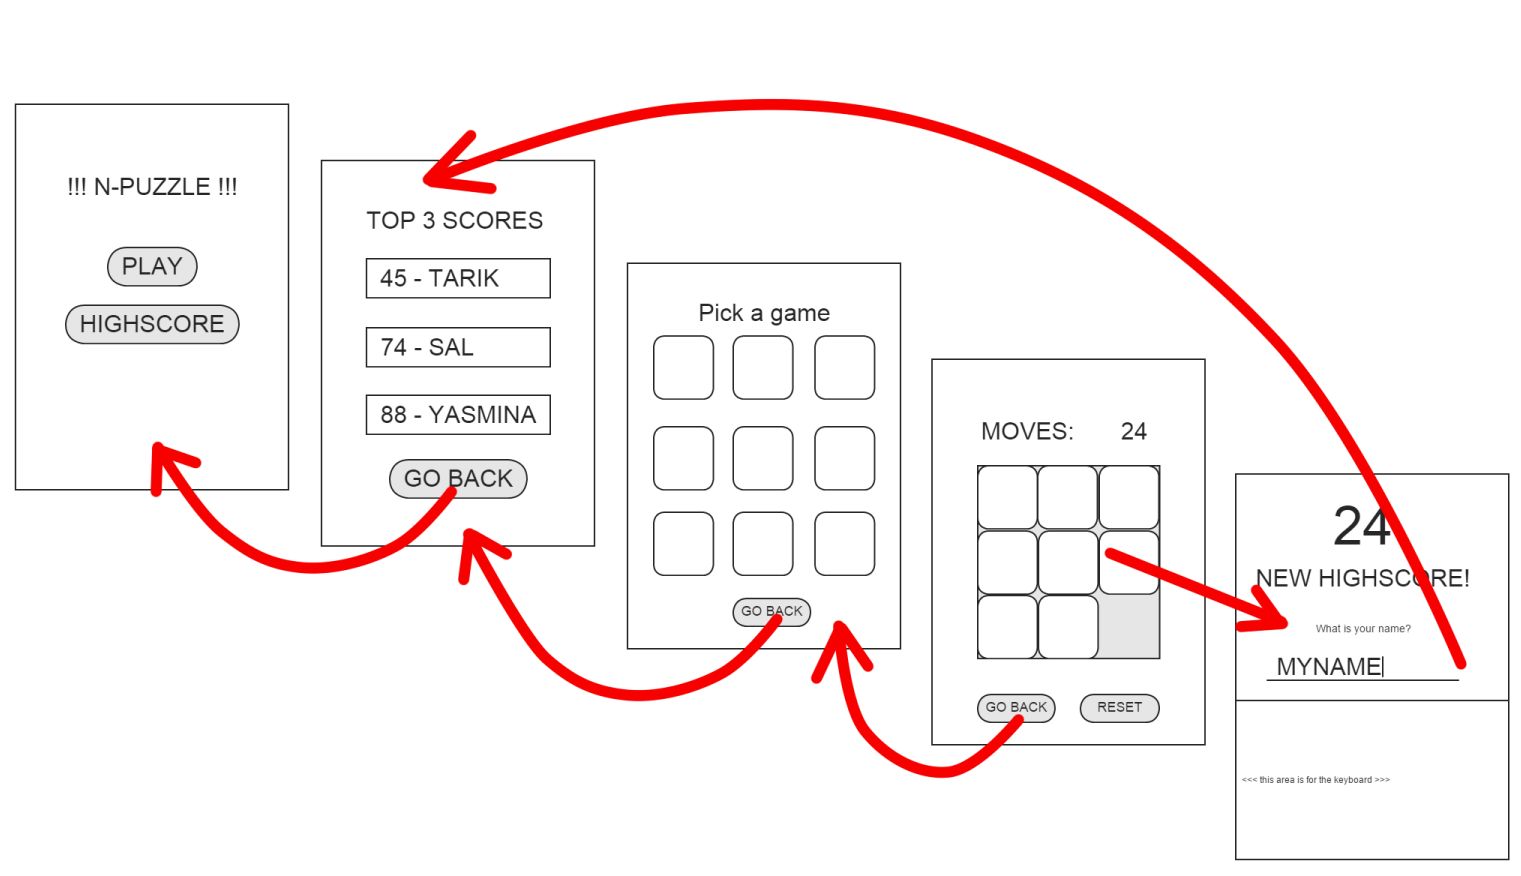 !!! N-PUZZLE !!!
PLAY
HIGHSCORE
TOP 3 SCORES
45 - TARIK
74 - SAL
88 - YASMINA
GO BACK
Pick a game
GO BACK
MOVES: 24
GO BACK RESET
24
NEW HIGHSCORE!
What is your name?
MYNAME
<<< this area is for the keyboard >>>